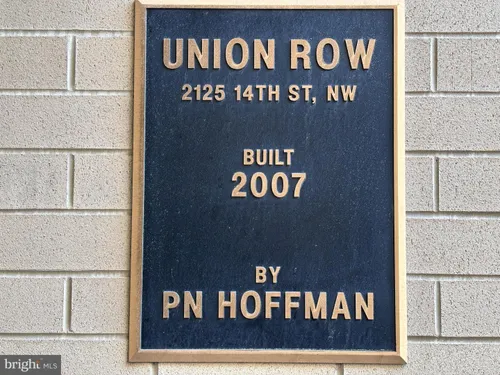 UNION ROW
2125 14TH ST, NW
BUILT
2007
BY
PN HOFFMAN
bright MLS